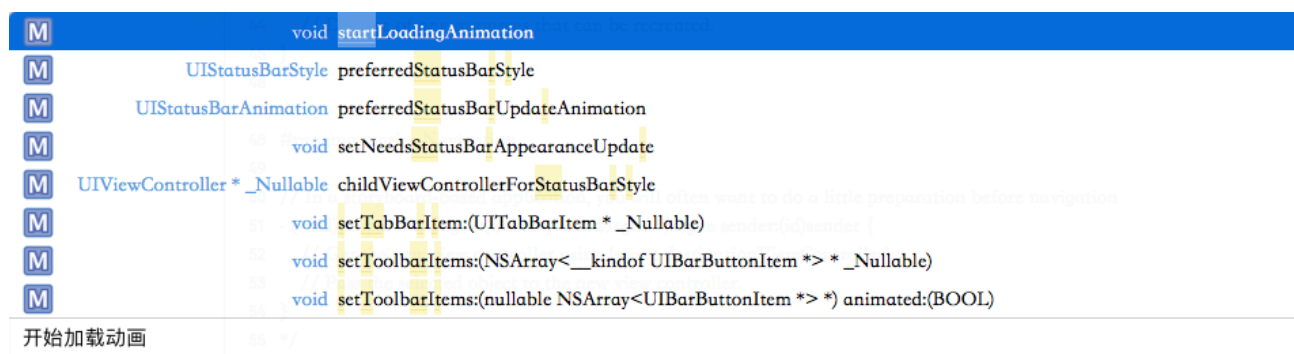 M void startLoadingAnimation
M UIStatusBarStyle preferredStatusBarStyle
M UIStatusBarAnimation preferredStatusBarUpdateAnimation
M void setNeedsStatusBarAppearanceUpdate
M UIViewController * _Nullable childViewControllerForStatusBarStyle
M void setTabBarItem:(UITabBarItem * _Nullable)
M void setToolbarItems:(NSArray<__kindof UIBarButtonItem *> * _Nullable)
M void setToolbarItems:(nullable NSArray<UIBarButtonItem *> *) animated:(BOOL)
开始加载动画